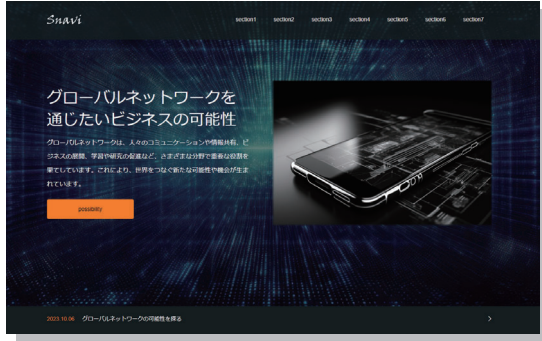 Snavi
section1 section2 section3 section4 section5 section6 section7
グローバルネットワークを
通じたいビジネスの可能性
グローバルネットワークは、人々のコミュニケーションや情報共有、ビ
ジネスの展開、学習や研究の促進など、さまざまな分野で重要な役割を
果てしています。これにより、世界をつなぐ新たな可能性や機会が生ま
れています。
possibility
2023.10.06 グローバルネットワークの可能性を探る